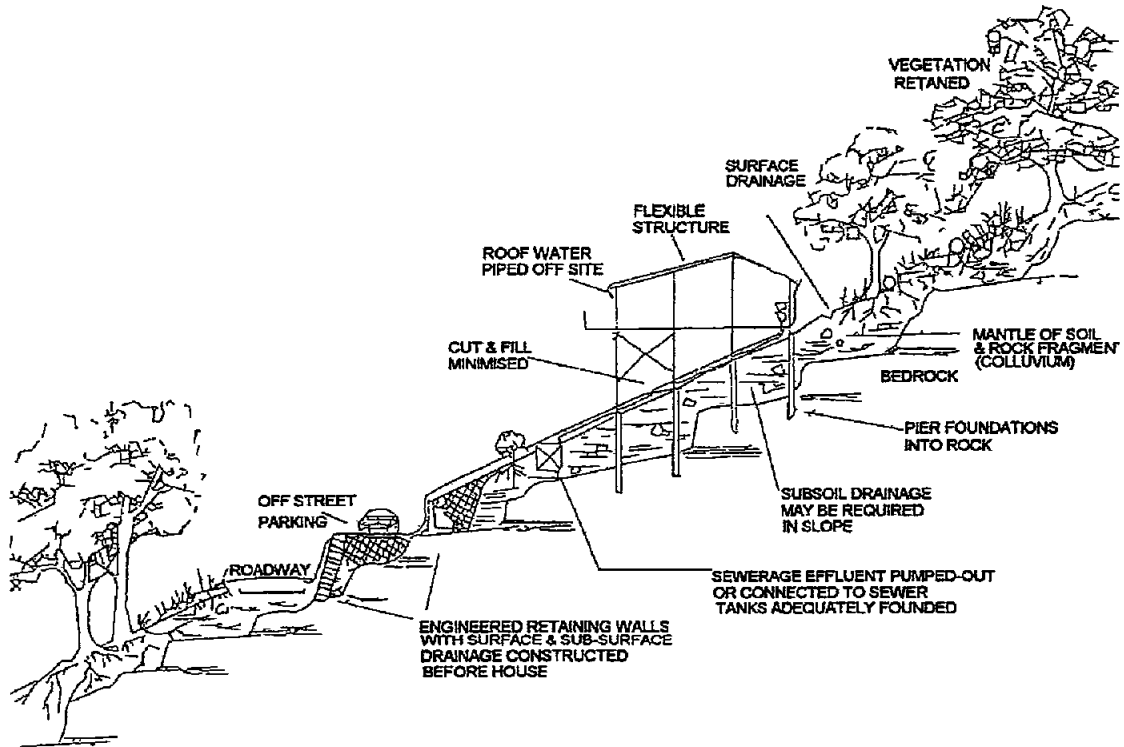 VEGETATION
RETANED
SURFACE
DRAINAGE
FLEXIBLE
STRUCTURE
ROOF WATER
PIPED OFF SITE
CUT & FILL
MINIMISED
MANTLE OF SOIL
& ROCK FRAGMENT
(COLLUVIUM)
BEDROCK
PIER FOUNDATIONS
INTO ROCK
SUBSOIL DRAINAGE
MAY BE REQUIRED
IN SLOPE
OFF STREET
PARKING
ROADWAY
SEWERAGE EFFLUENT PUMPED-OUT
OR CONNECTED TO SEWER
TANKS ADEQUATELY FOUNDED
ENGINEERED RETAINING WALLS
WITH SURFACE & SUB-SURFACE
DRAINAGE CONSTRUCTED
BEFORE HOUSE